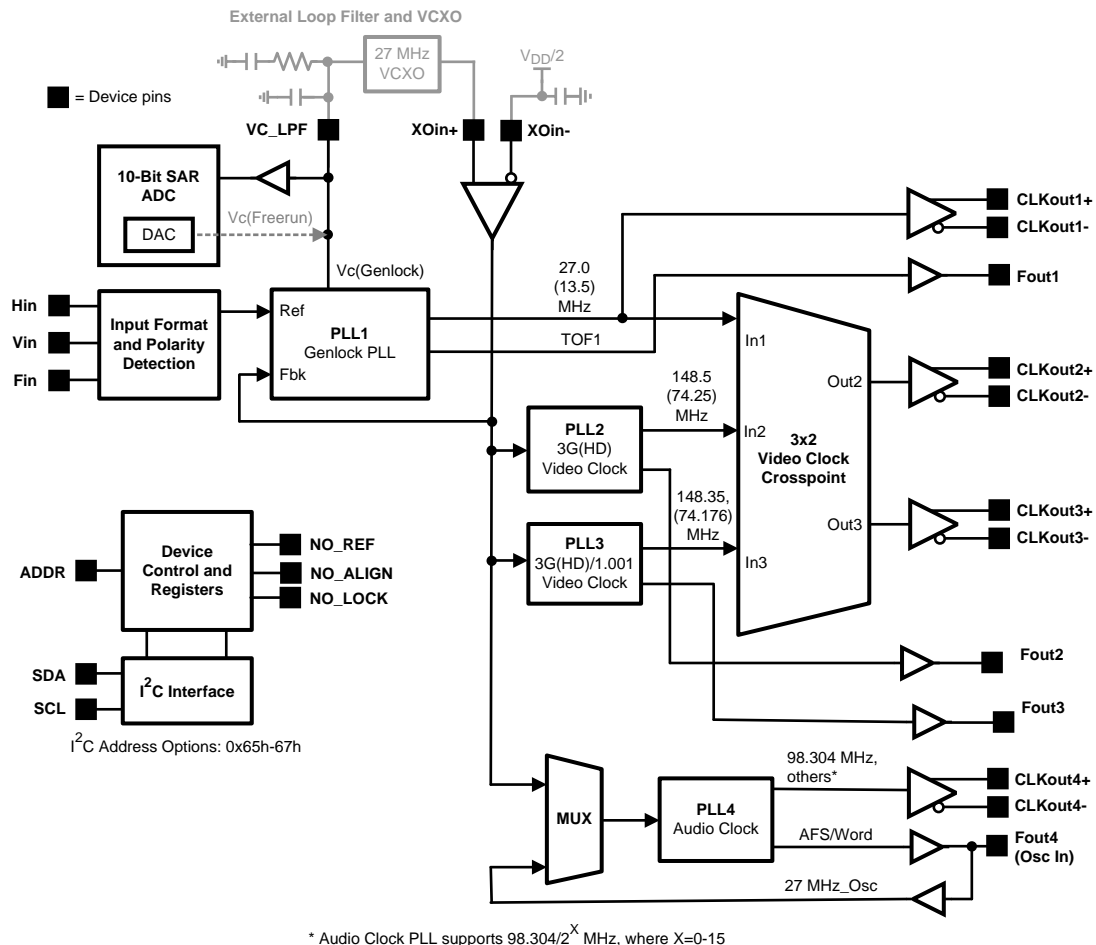 External Loop Filter and VCXO
27 MHz
VCXO
VDD/2
= Device pins
VC_LPF
XOin+
XOin-
10-Bit SAR
ADC
DAC
Vc(Freerun)
Vc(Genlock)
CLKout1+
CLKout1-
Fout1
27.0
(13.5)
MHz
TOF1
Hin
Vin
Fin
Input Format
and Polarity
Detection
Ref
Fbk
PLL1
Genlock PLL
In1
In2
In3
Out2
Out3
3x2
Video Clock
Crosspoint
CLKout2+
CLKout2-
148.5
(74.25)
MHz
PLL2
3G(HD)
Video Clock
148.35,
(74.176)
MHz
PLL3
3G(HD)/1.001
Video Clock
CLKout3+
CLKout3-
ADDR
Device
Control and
Registers
NO_REF
NO_ALIGN
NO_LOCK
SDA
SCL
I2C Interface
I2C Address Options: 0x65h-67h
Fout2
Fout3
MUX
PLL4
Audio Clock
98.304 MHz,
others*
AFS/Word
27 MHz_Osc
CLKout4+
CLKout4-
Fout4
(Osc In)
* Audio Clock PLL supports 98.304/2X MHz, where X=0-15